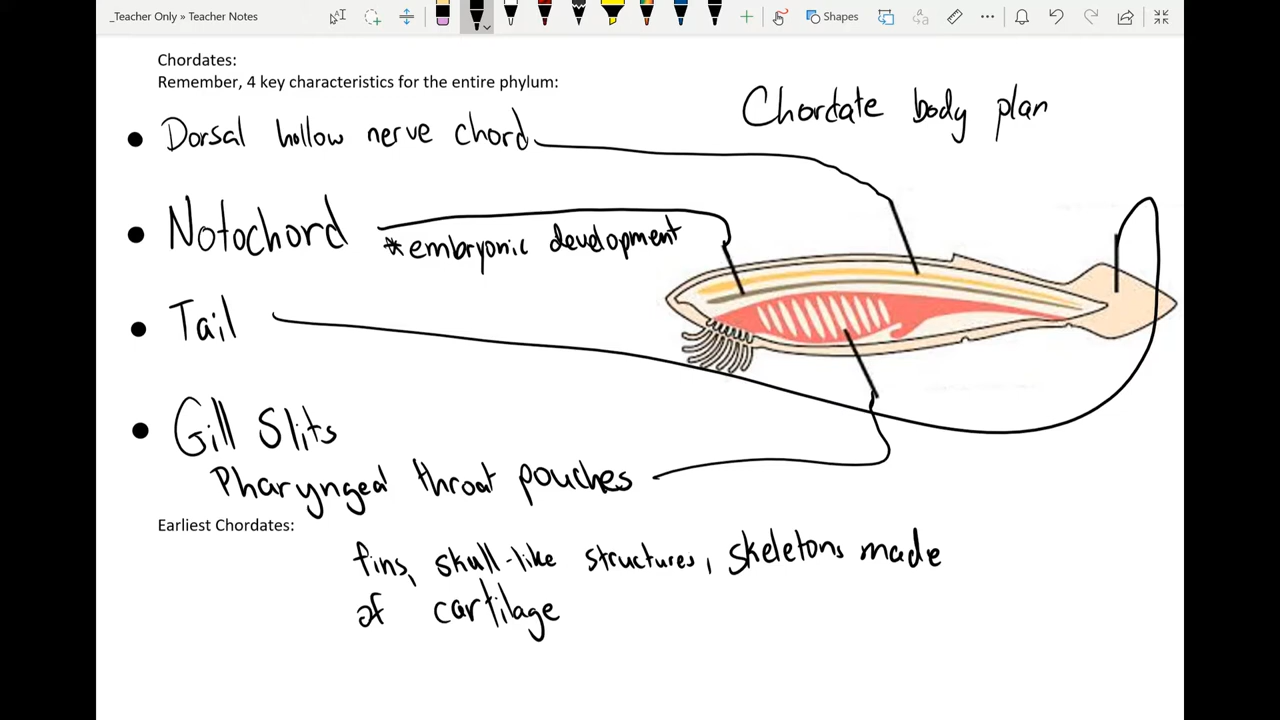 _Teacher Only » Teacher Notes
Shapes
Chordates:
Remember, 4 key characteristics for the entire phylum:
Chordate body plan
• Dorsal hollow nerve chord
• Notochord
*embryonic development
• Tail
• Gill Slits
Pharyngeal throat pouches
Earliest Chordates:
fins, skull-like structures, skeletons made
of cartilage